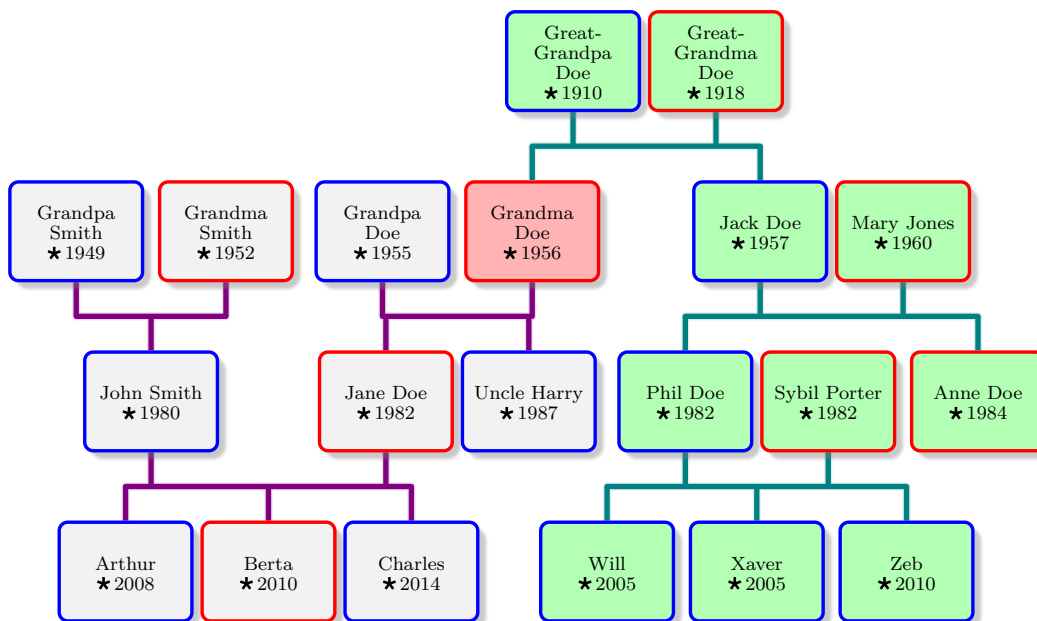 Great-
Grandpa
Doe
★1910
Great-
Grandma
Doe
★1918
Grandpa
Smith
★1949
Grandma
Smith
★1952
Grandpa
Doe
★1955
Grandma
Doe
★1956
Jack Doe
★1957
Mary Jones
★1960
John Smith
★1980
Jane Doe
★1982
Uncle Harry
★1987
Phil Doe
★1982
Sybil Porter
★1982
Anne Doe
★1984
Arthur
★2008
Berta
★2010
Charles
★2014
Will
★2005
Xaver
★2005
Zeb
★2010